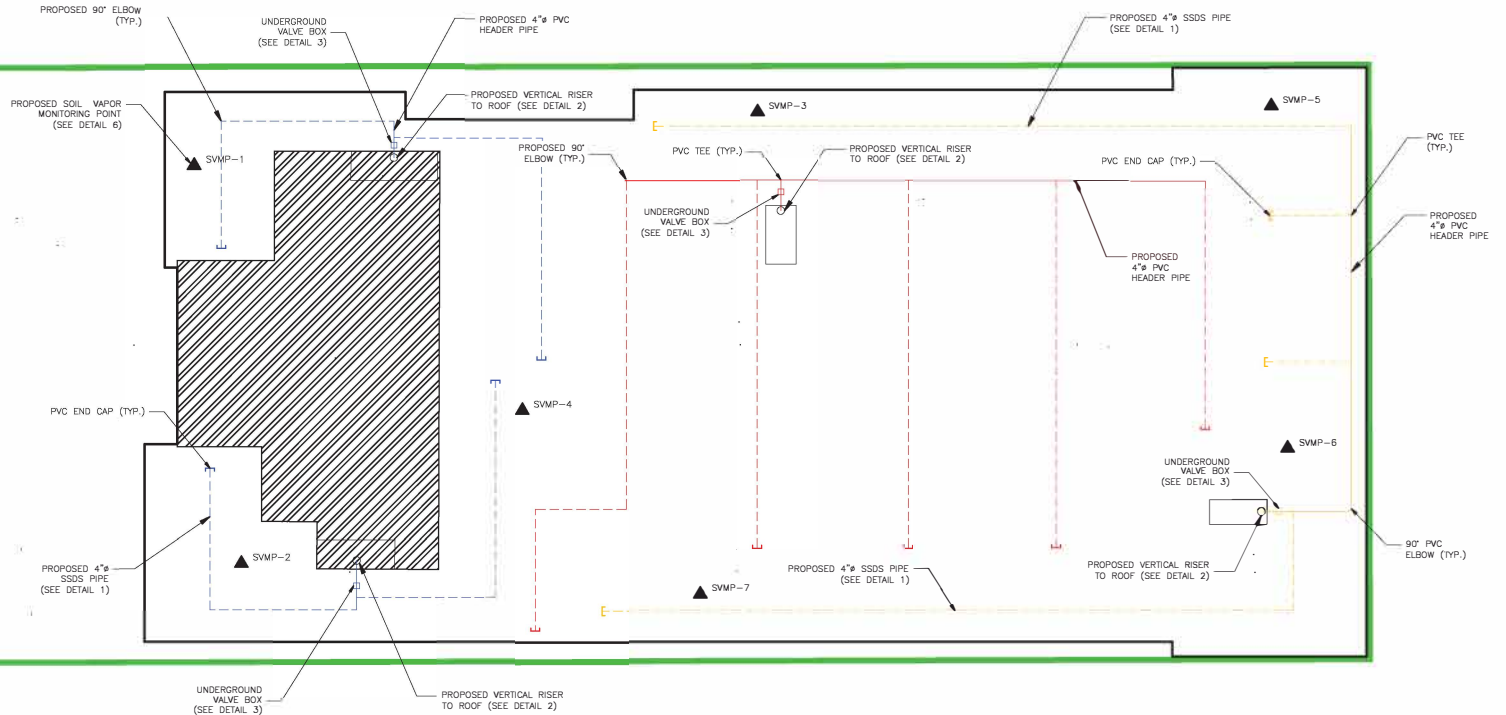 PROPOSED 90° ELBOW
(TYP.)
UNDERGROUND
VALVE BOX
(SEE DETAIL 3)
PROPOSED 4"ø PVC
HEADER PIPE
PROPOSED 4"ø SSDS PIPE
(SEE DETAIL 1)
PROPOSED SOIL VAPOR
MONITORING POINT
(SEE DETAIL 6)
PROPOSED VERTICAL RISER
TO ROOF (SEE DETAIL 2)
SVMP-3
SVMP-5
SVMP-1
PROPOSED 90°
ELBOW (TYP.)
PVC TEE (TYP.)
PROPOSED VERTICAL RISER
TO ROOF (SEE DETAIL 2)
PVC END CAP (TYP.)
PVC TEE
(TYP.)
UNDERGROUND
VALVE BOX
(SEE DETAIL 3)
PROPOSED
4"ø PVC
HEADER PIPE
PROPOSED
4"ø PVC
HEADER PIPE
PVC END CAP (TYP.)
SVMP-4
SVMP-6
UNDERGROUND
VALVE BOX
(SEE DETAIL 3)
SVMP-2
PROPOSED 4"ø
SSDS PIPE
(SEE DETAIL 1)
SVMP-7
PROPOSED 4"ø SSDS PIPE
(SEE DETAIL 1)
PROPOSED VERTICAL RISER
TO ROOF (SEE DETAIL 2)
90° PVC
ELBOW (TYP.)
UNDERGROUND
VALVE BOX
(SEE DETAIL 3)
PROPOSED VERTICAL RISER
TO ROOF (SEE DETAIL 2)